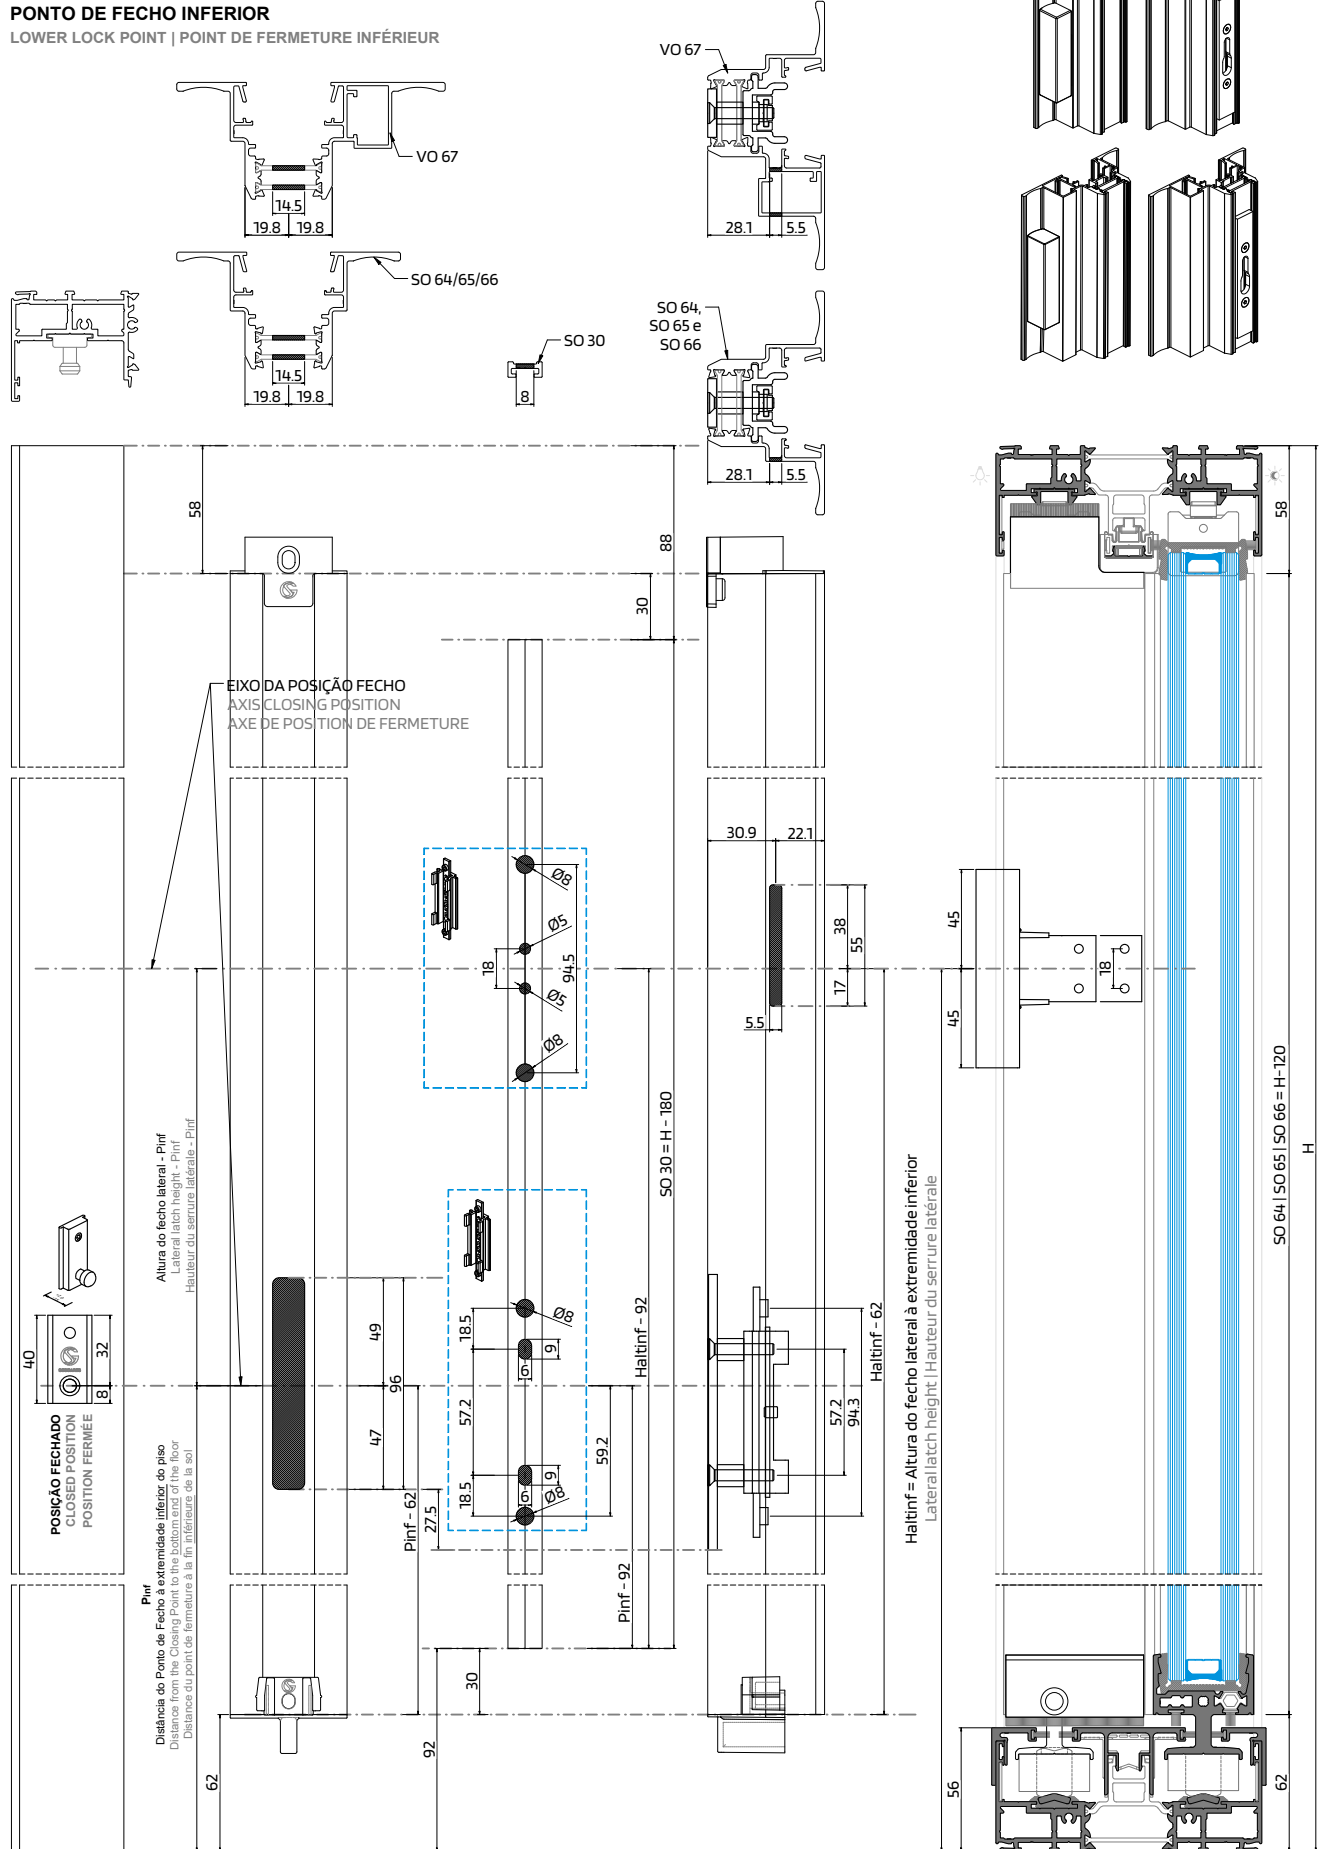 PONTO DE FECHO INFERIOR
LOWER LOCK POINT | POINT DE FERMETURE INFÉRIEUR
VO 67
14.5
19.8
19.8
SO 64/65/66
14.5
19.8
19.8
SO 30
8
VO 67
28.1
5.5
SO 64,
SO 65 e
SO 66
28.1
5.5
58
88
30
58
EIXO DA POSIÇÃO FECHO
AXIS CLOSING POSITION
AXE DE POSITION DE FERMETURE
Ø8
Ø5
18
94.5
Ø5
Ø8
30.9
22.1
38
55
17
5.5
45
45
18
SO 30 = H - 180
SO 64 | SO 65 | SO 66 = H-120
H
Altura do fecho lateral - Pinf
Lateral latch height - Pinf
Hauteur du serrure latérale - Pinf
40
32
8
POSIÇÃO FECHADO
CLOSED POSITION
POSITION FERMÉE
49
96
47
27.5
Pinf - 62
18.5
57.2
18.5
Ø8
9
6
9
6
Ø8
59.2
Haltinf - 92
Pinf - 92
57.2
94.3
Haltinf - 62
Haltinf = Altura do fecho lateral à extremidade inferior
Lateral latch height | Hauteur du serrure latérale
Pinf
Distância do Ponto de Fecho à extremidade inferior do piso
Distance from the Closing Point to the bottom end of the floor
Distance du point de fermeture à la fin inférieure de la sol
62
30
92
56
62